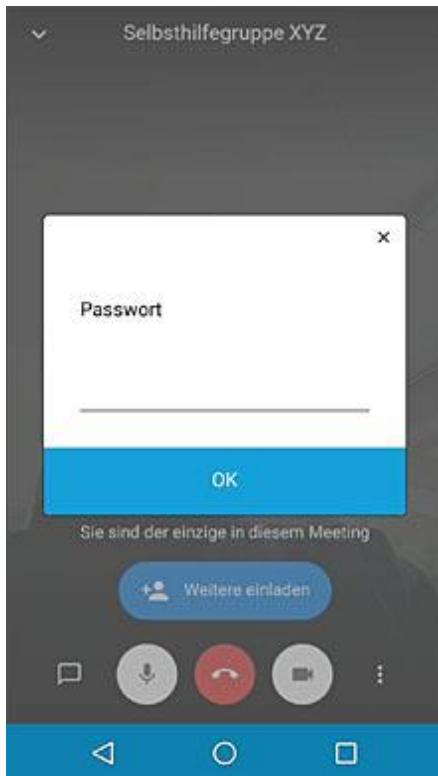 Selbsthilfegruppe XYZ
Passwort
OK
Sie sind der einzige in diesem Meeting
Weitere einladen